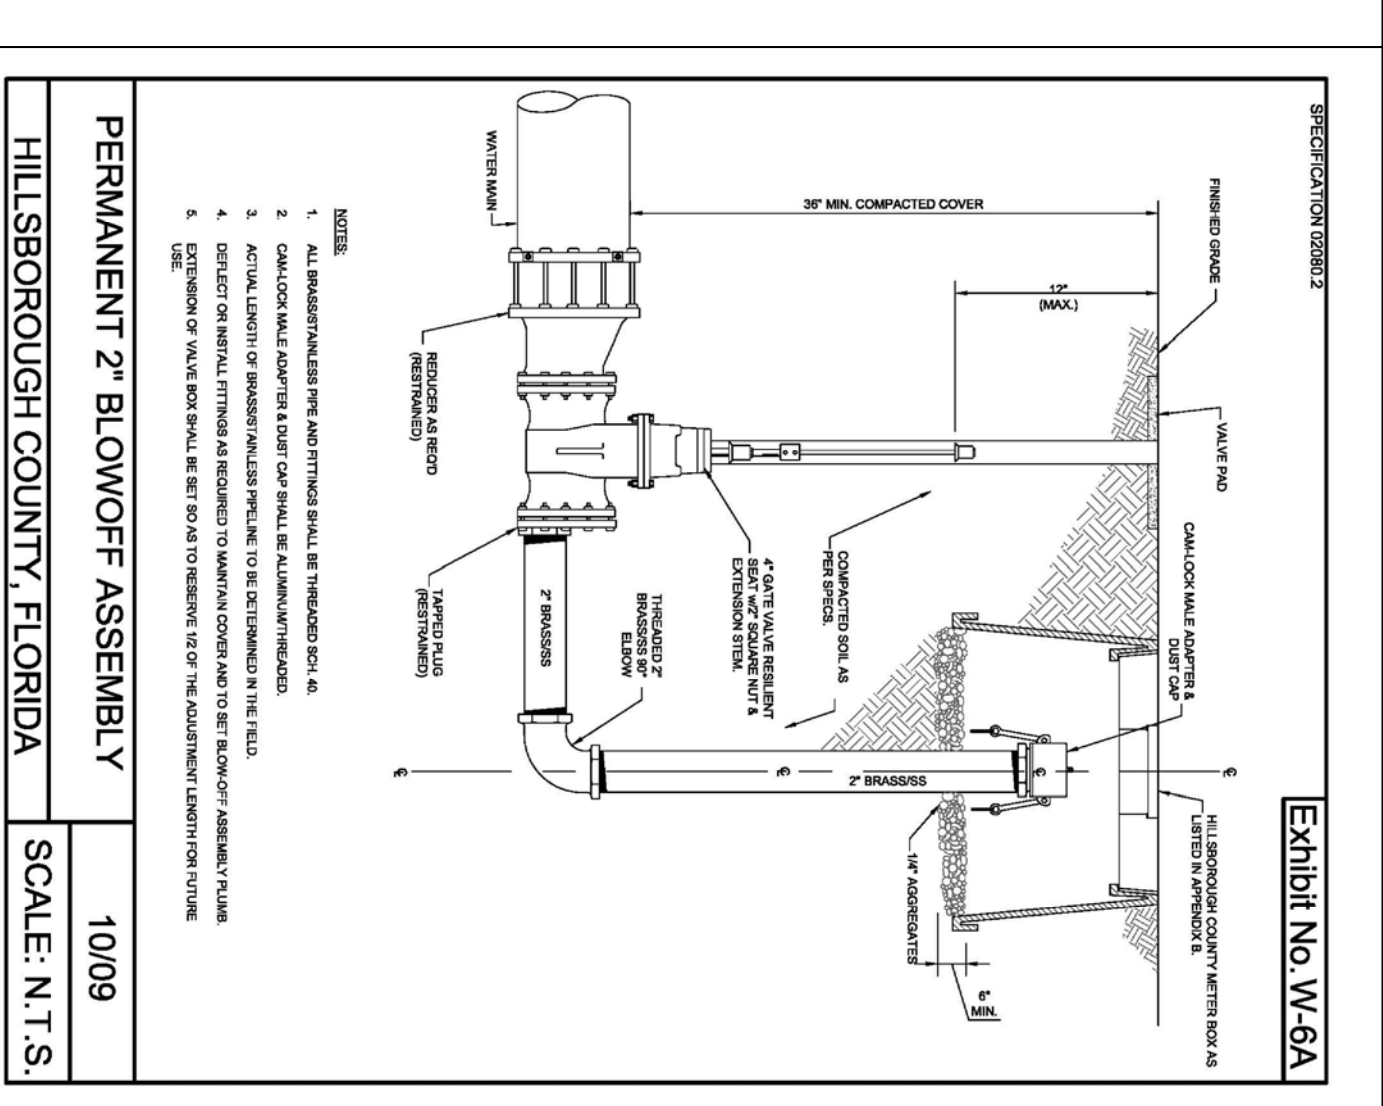 SPECIFICATION 02080.2
Exhibit No. W-6A
FINISHED GRADE
VALVE PAD
CAM-LOCK MALE ADAPTER &
DUST CAP
HILLSBOROUGH COUNTY METER BOX AS
LISTED IN APPENDIX B.
36" MIN. COMPACTED COVER
12"
(MAX.)
6"
MIN.
1/4" AGGREGATES
COMPACTED SOIL AS
PER SPECS.
4" GATE VALVE RESILIENT
SEAT w/2" SQUARE NUT &
EXTENSION STEM.
2" BRASS/SS
THREADED 2"
BRASS/SS 90°
ELBOW
2" BRASS/SS
WATER MAIN
REDUCER AS REQ'D
(RESTRAINED)
TAPPED PLUG
(RESTRAINED)
NOTES:
1. ALL BRASS/STAINLESS PIPE AND FITTINGS SHALL BE THREADED SCH. 40.
2 CAM-LOCK MALE ADAPTER & DUST CAP SHALL BE ALUMINUM/THREADED.
3. ACTUAL LENGTH OF BRASS/STAINLESS PIPELINE TO BE DETERMINED IN THE FIELD.
4. DEFLECT OR INSTALL FITTINGS AS REQUIRED TO MAINTAIN COVER AND TO SET BLOW-OFF ASSEMBLY PLUMB.
5. EXTENSION OF VALVE BOX SHALL BE SET SO AS TO RESERVE 1/2 OF THE ADJUSTMENT LENGTH FOR FUTURE
USE.
PERMANENT 2" BLOWOFF ASSEMBLY
10/09
HILLSBOROUGH COUNTY, FLORIDA
SCALE: N.T.S.